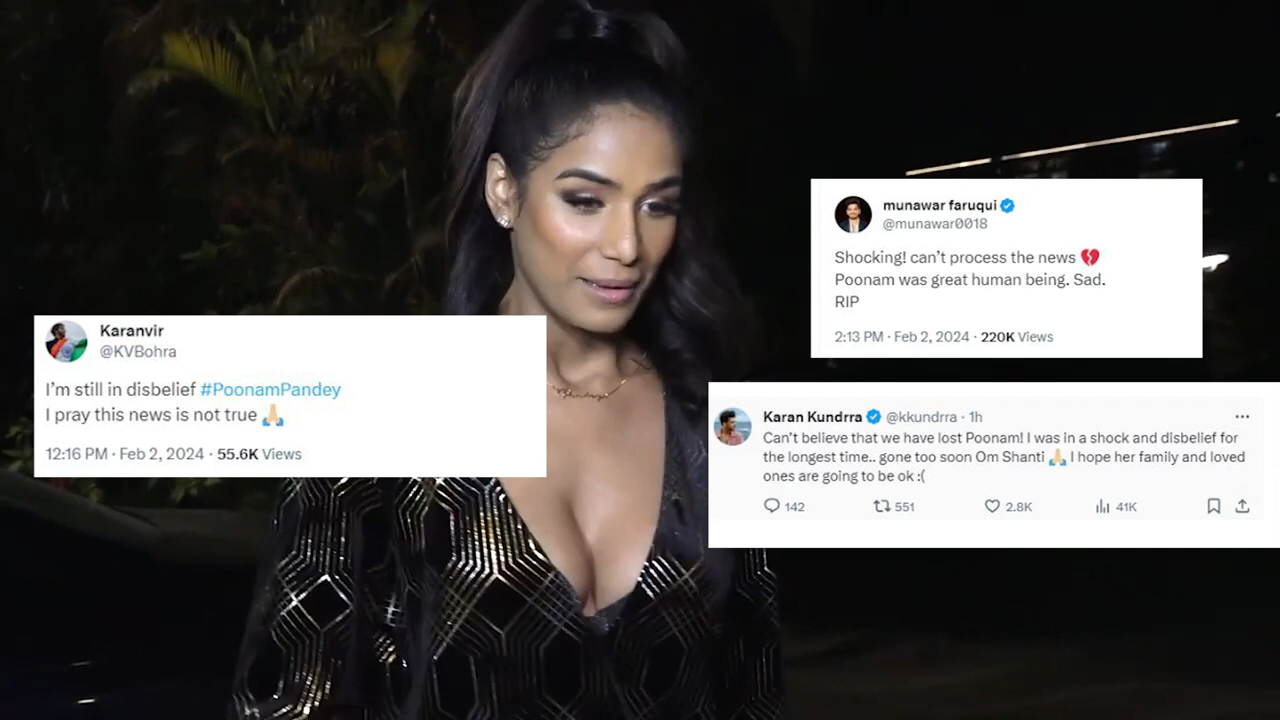 Karanvir
@KVBohra
I'm still in disbelief #PoonamPandey
I pray this news is not true 🙏🏼
12:16 PM · Feb 2, 2024 · 55.6K Views
munawar faruqui
@munawar0018
Shocking! can't process the news 💔
Poonam was great human being. Sad.
RIP
2:13 PM · Feb 2, 2024 · 220K Views
Karan Kundrra @kkundrra · 1h
Can't believe that we have lost Poonam! I was in a shock and disbelief for
the longest time.. gone too soon Om Shanti 🙏🏼 I hope her family and loved
ones are going to be ok :(
142 551 2.8K 41K